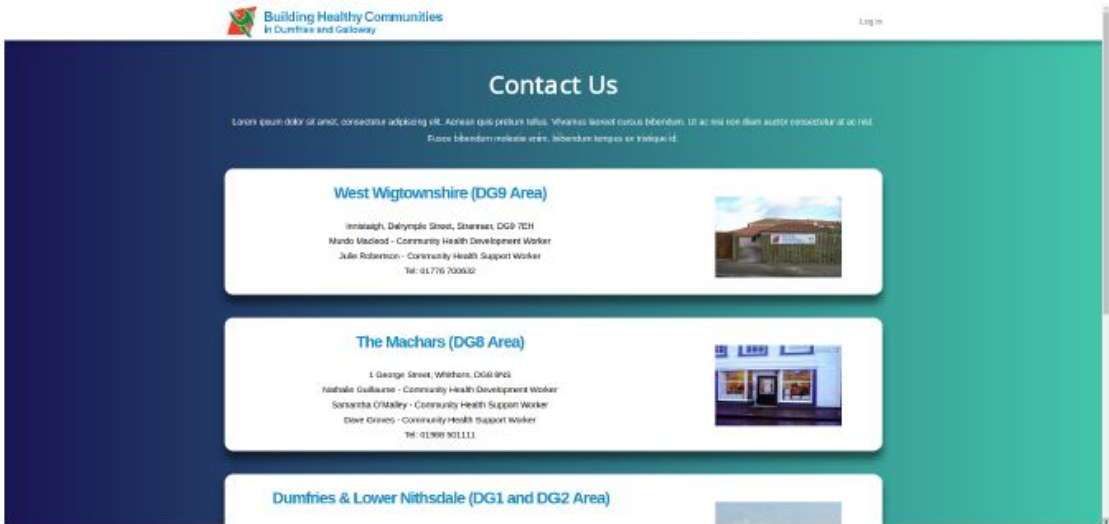 Building Healthy Communities
in Dumfries and Galloway
Log in
Contact Us
Lorem ipsum dolor sit amet, consectetur adipiscing elit. Aenean quis pretium tellus. Vivamus laoreet cursus bibendum. Ut ac nisi non diam auctor consectetur at ac nisl.
Fusce bibendum molestie enim, bibendum tempus ex tristique id.
West Wigtownshire (DG9 Area)
Dalrymple Street, Stranraer, DG9 7EH
Murdo Macleod - Community Health Development Worker
Julie Robertson - Community Health Support Worker
Tel: 01776 700632
The Machars (DG8 Area)
1 George Street, Whithorn, DG8 8NS
Nathalie Guillaume - Community Health Development Worker
Samantha O'Malley - Community Health Support Worker
Dave Groves - Community Health Support Worker
Tel: 01988 501111
Dumfries & Lower Nithsdale (DG1 and DG2 Area)